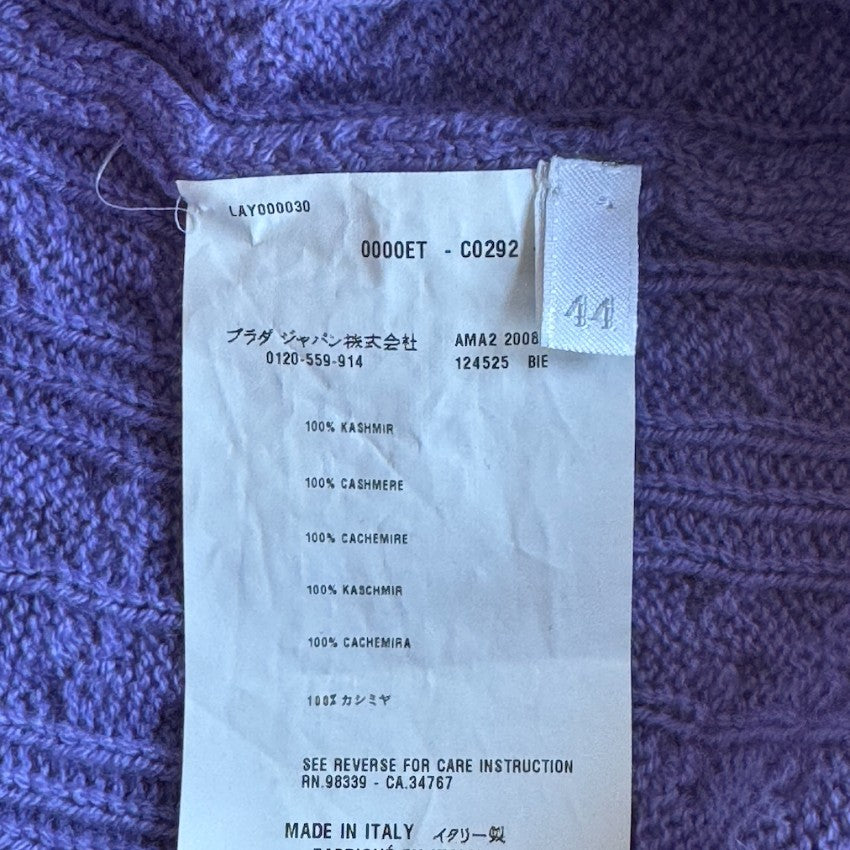 LAY000030
0000ET - C0292
44
プラダ ジャパン株式会社
0120-559-914
AMA2 2008
124525 BIE
100% KASHMIR
100% CASHMERE
100% CACHEMIRE
100% KASCHMIR
100% CACHEMIRA
100% カシミヤ
SEE REVERSE FOR CARE INSTRUCTION
RN.98339 - CA.34767
MADE IN ITALY イタリー製